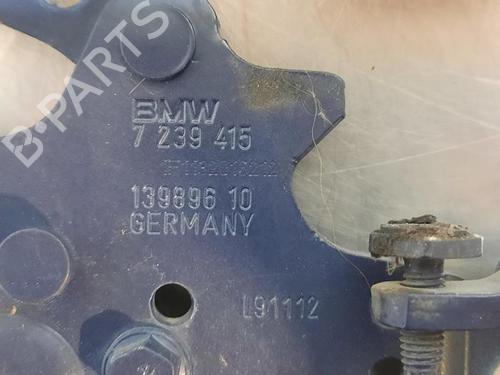 B-PARTS
BMW
7 239 415
139896 10
GERMANY
L91112